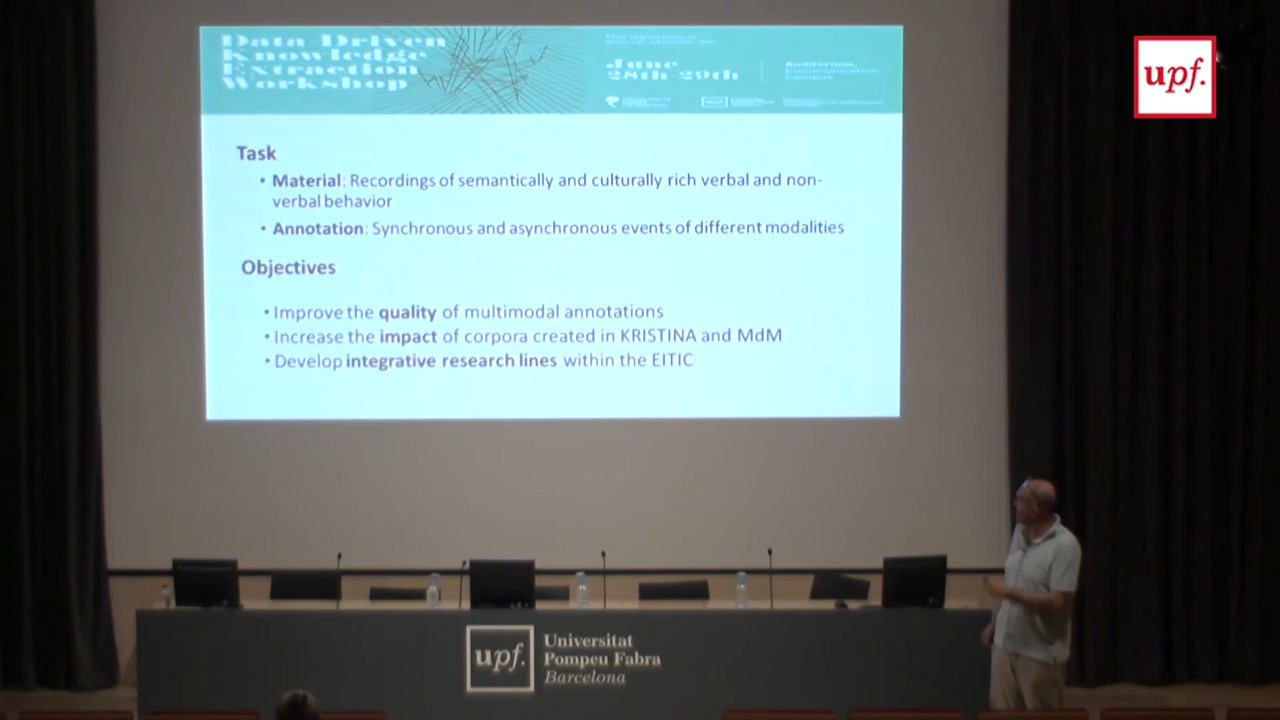 Data-Driven
Knowledge
Extraction
Workshop
June
28th-29th
Auditorium,
Communication
Campus
upf.
Task
• Material: Recordings of semantically and culturally rich verbal and non-
verbal behavior
• Annotation: Synchronous and asynchronous events of different modalities
Objectives
• Improve the quality of multimodal annotations
• Increase the impact of corpora created in KRISTINA and MdM
• Develop integrative research lines within the EITIC
upf.
Universitat
Pompeu Fabra
Barcelona